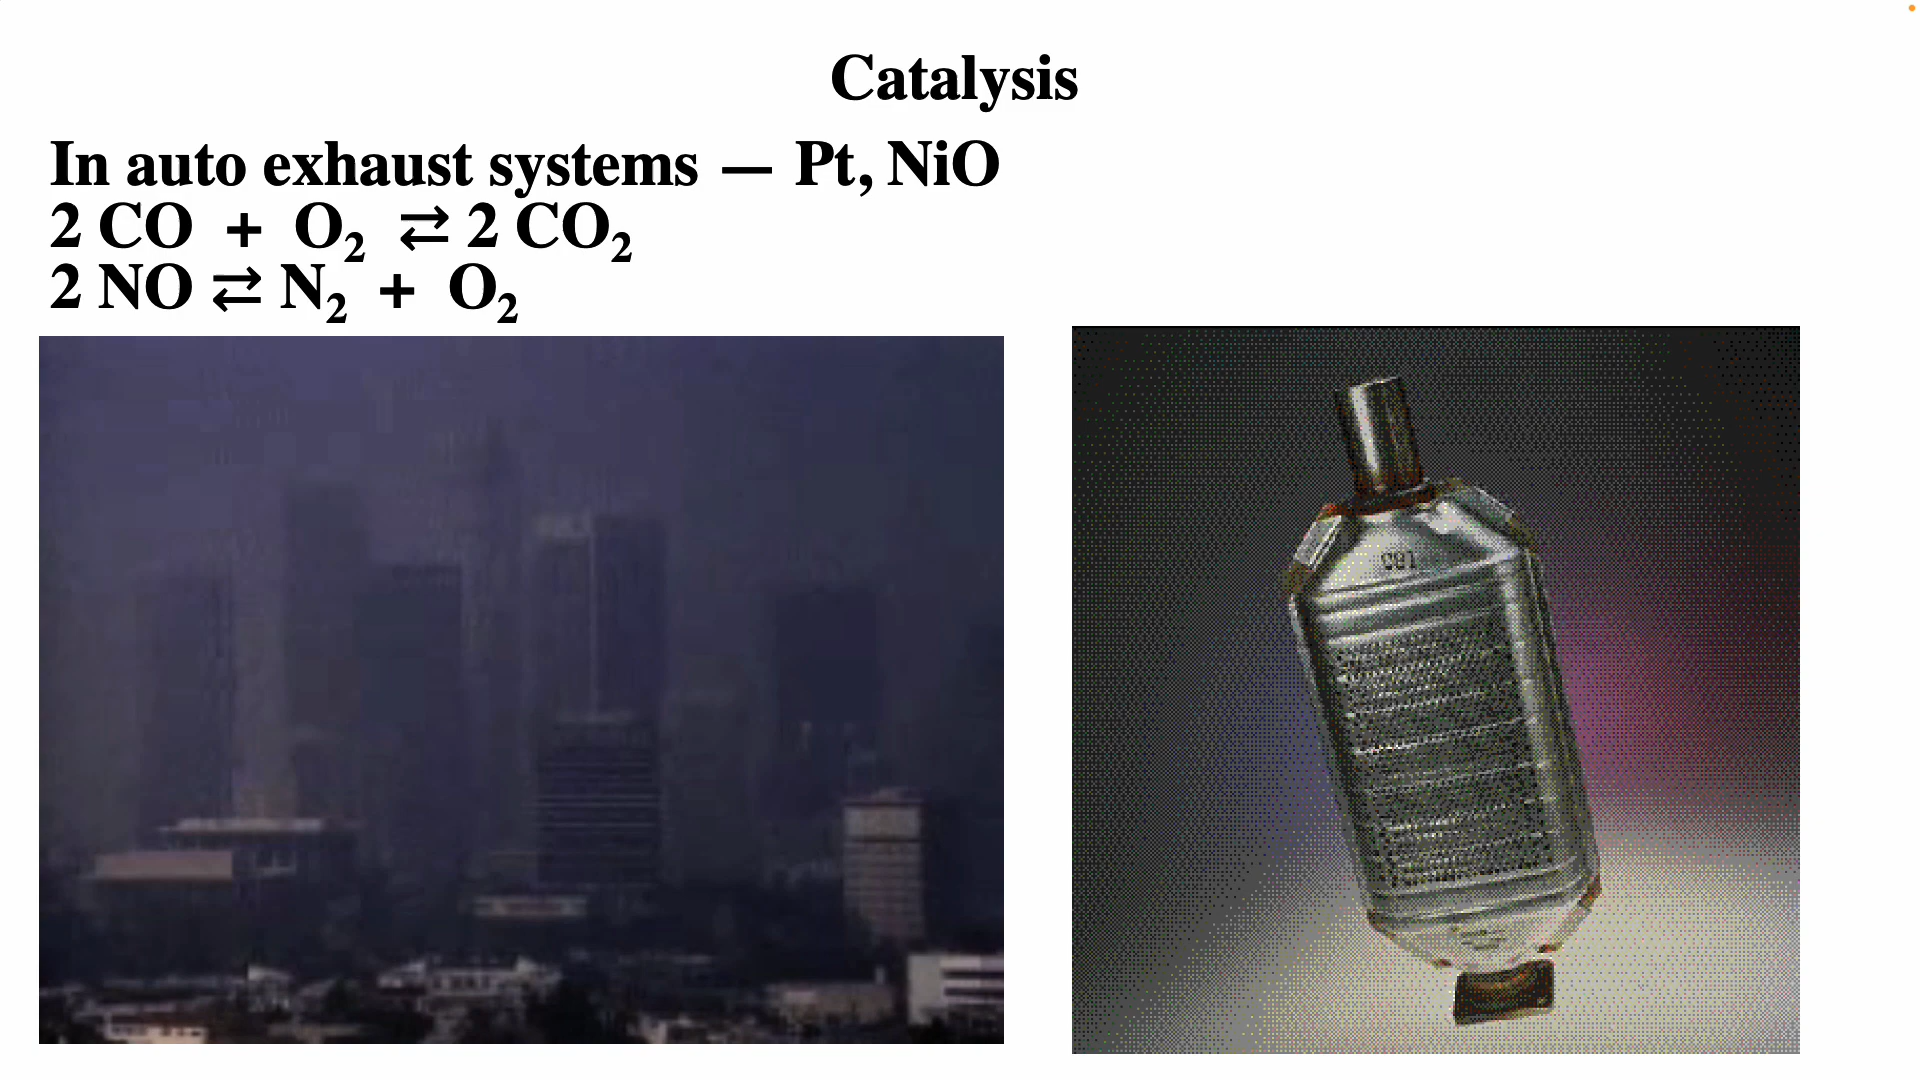 Catalysis
In auto exhaust systems — Pt, NiO
2 CO + O₂ ⇄ 2 CO₂
2 NO ⇄ N₂ + O₂